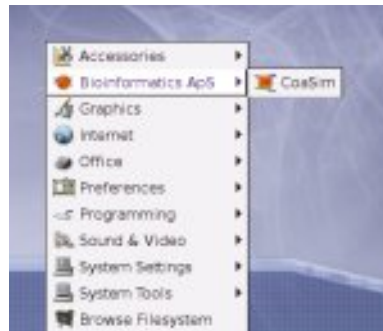 Accessories
Bioinformatics ApS
CoaSim
Graphics
Internet
Office
Preferences
Programming
Sound & Video
System Settings
System Tools
Browse Filesystem